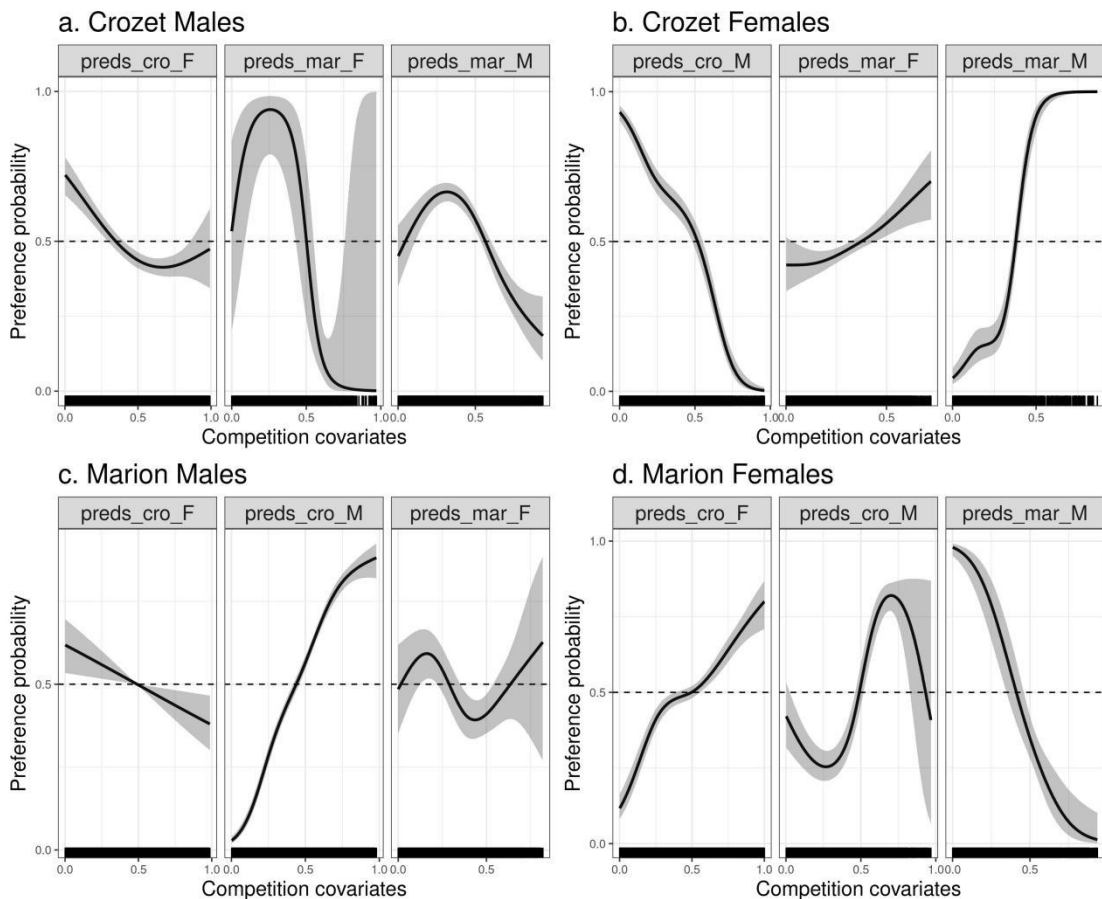 a. Crozet Males
preds_cro_F preds_mar_F preds_mar_M
Preference probability
1.0
0.5
0.0
0.0 0.5 1.0 0.0 0.5 1.0 0.0 0.5
Competition covariates
b. Crozet Females
preds_cro_M preds_mar_F preds_mar_M
Preference probability
1.0
0.5
0.0
0.0 0.5 1.0 0.0 0.5 0.0 0.5
Competition covariates
c. Marion Males
preds_cro_F preds_cro_M preds_mar_F
Preference probability
0.5
0.0
0.0 0.5 1.0 0.0 0.5 1.0 0.0 0.5
Competition covariates
d. Marion Females
preds_cro_F preds_cro_M preds_mar_M
Preference probability
1.0
0.5
0.0
0.0 0.5 1.0 0.0 0.5 1.0 0.0 0.5
Competition covariates